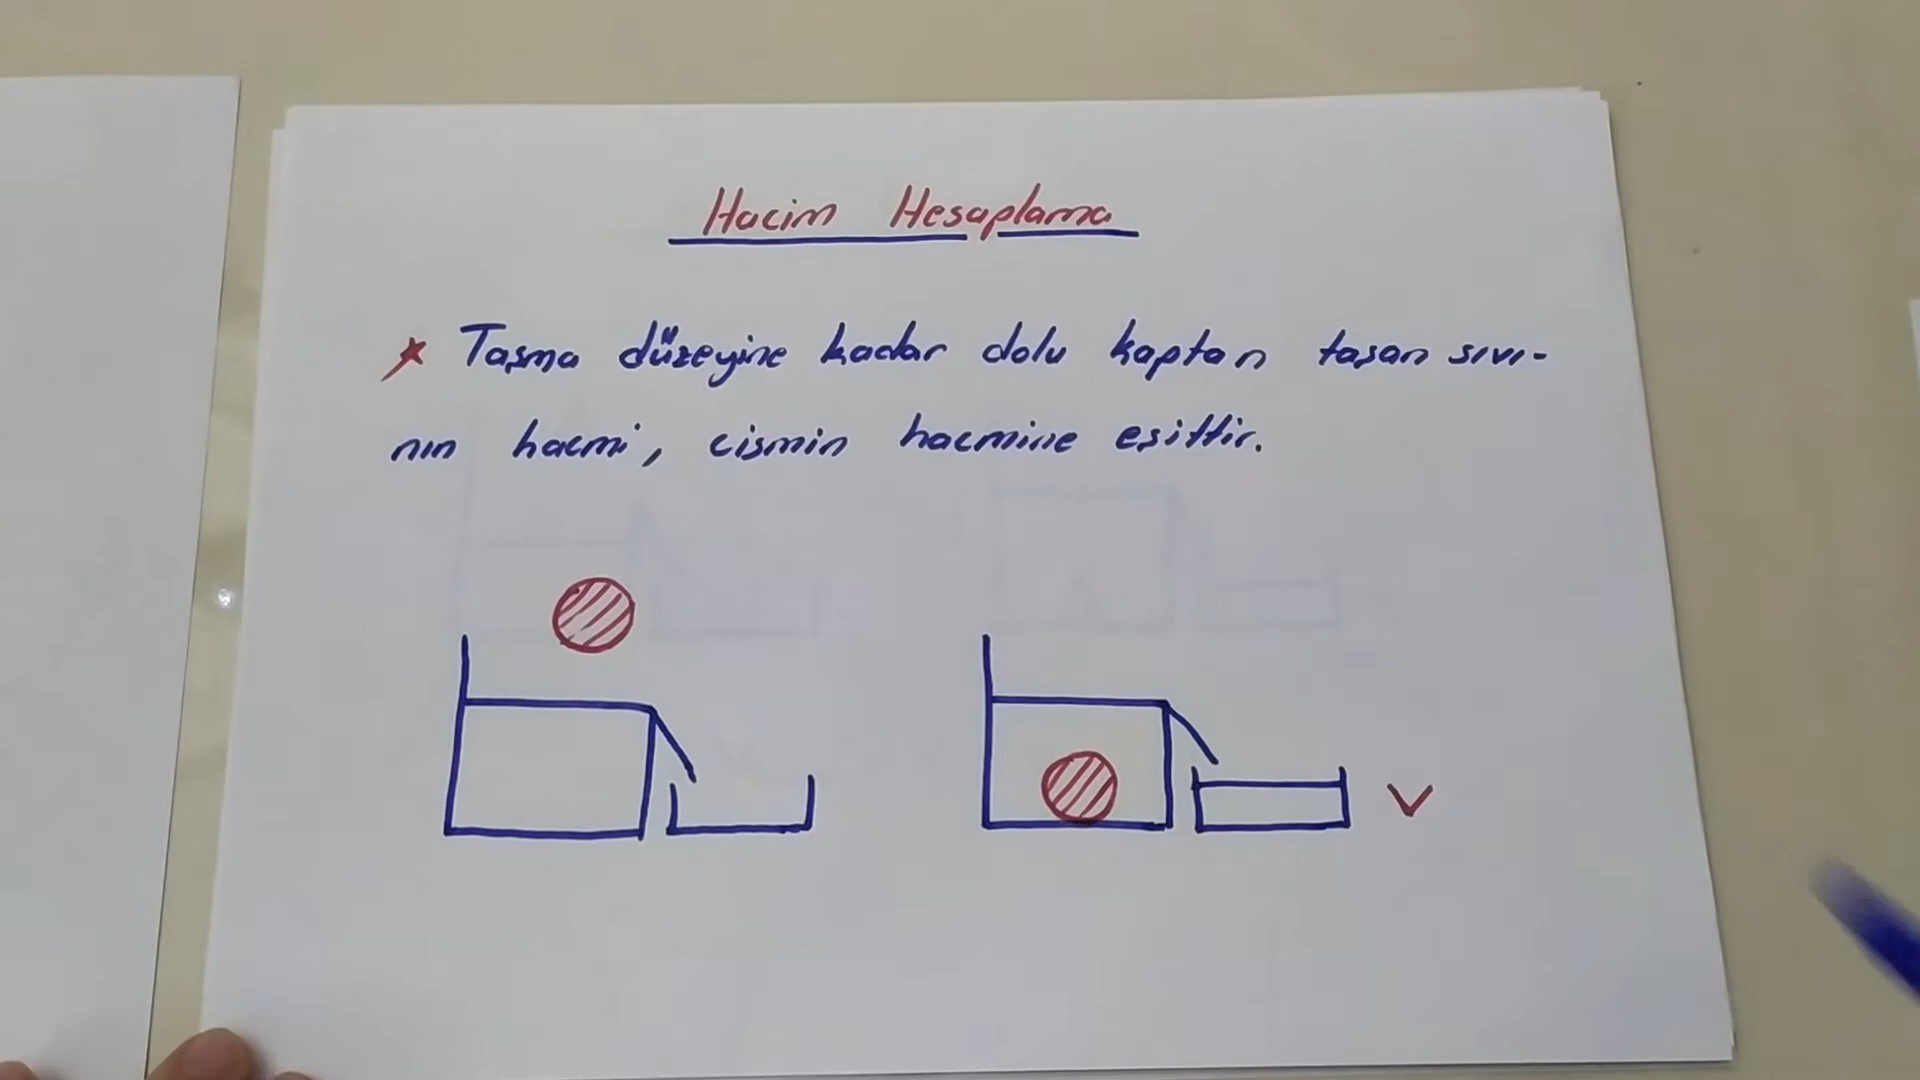 Hacim Hesaplama
* Taşma düzeyine kadar dolu kaptan taşan sıvı-
nın hacmi, cismin hacmine eşittir.
V